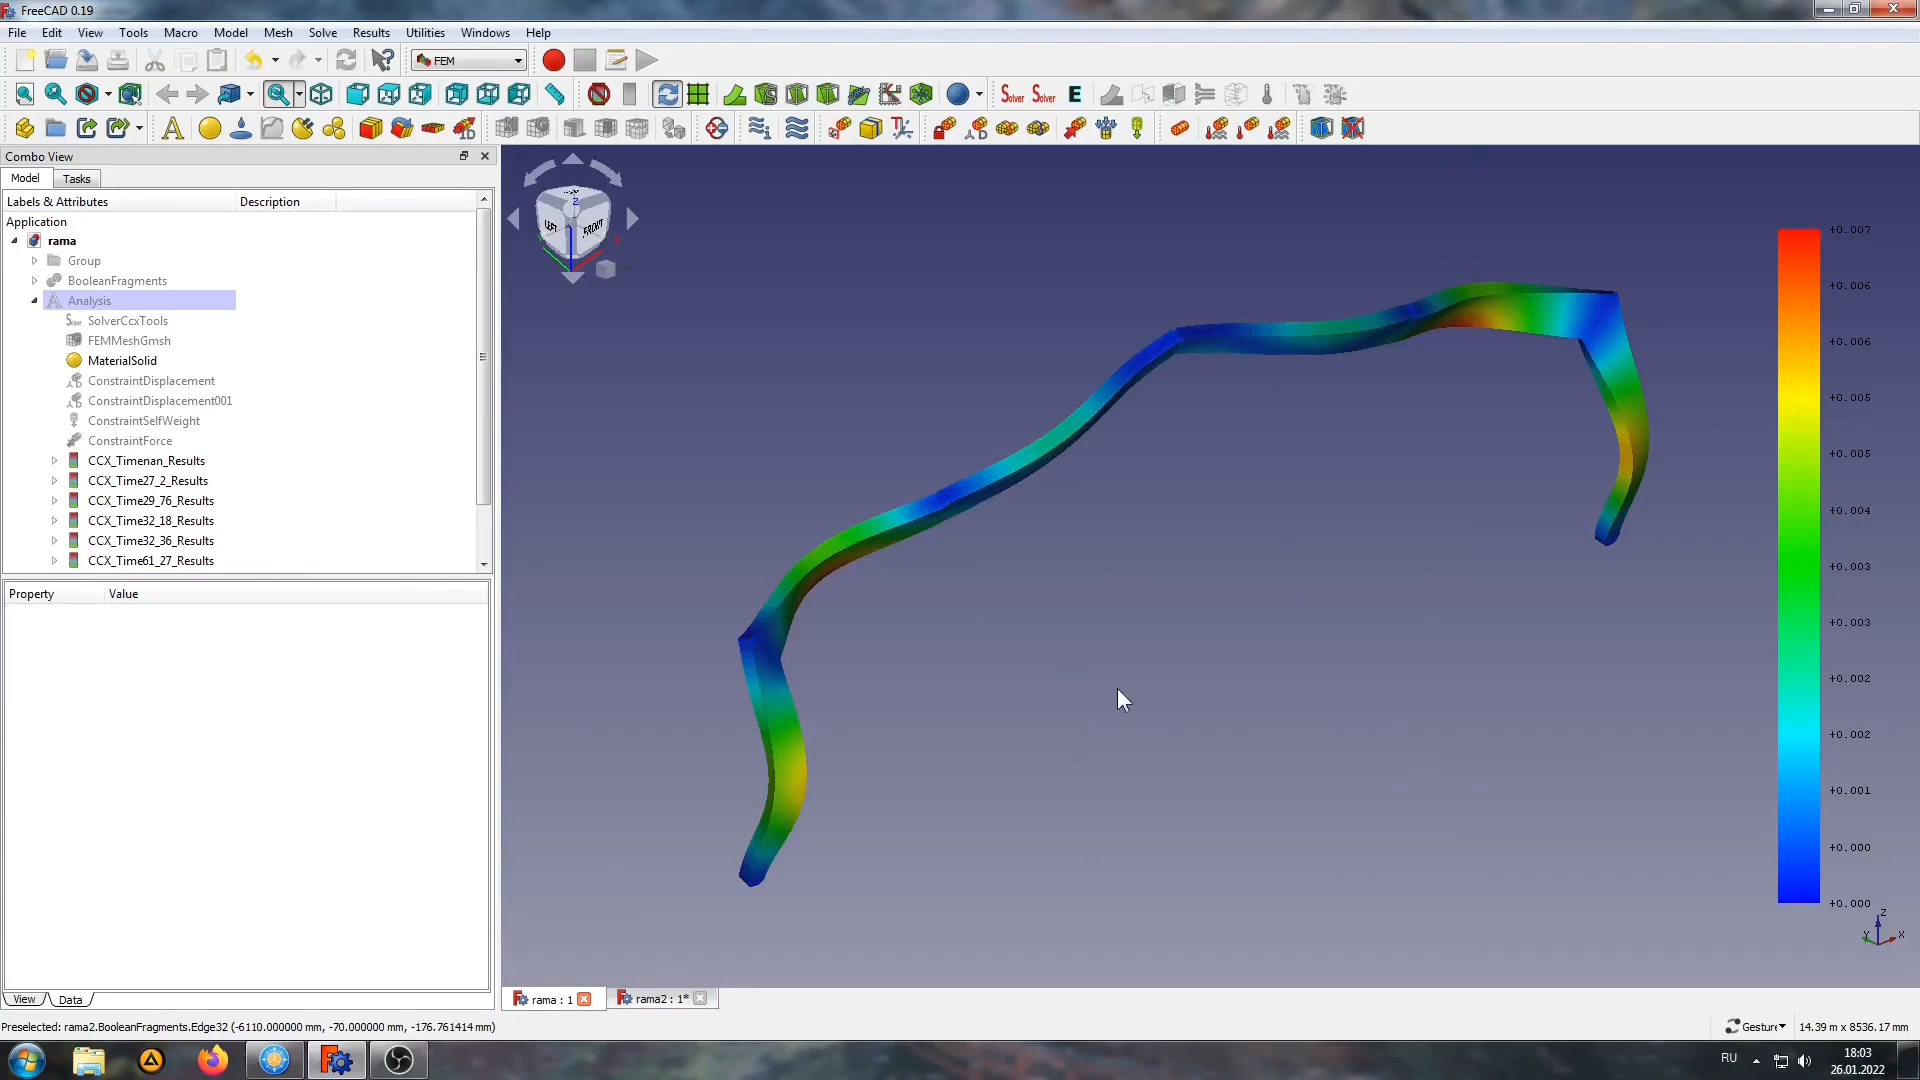 FreeCAD 0.19
File Edit View Tools Macro Model Mesh Solve Results Utilities Windows Help
FEM
Solver Solver E
Combo View
Model Tasks
Labels & Attributes Description
Application
rama
Group
BooleanFragments
Analysis
SolverCcxTools
FEMMeshGmsh
MaterialSolid
ConstraintDisplacement
ConstraintDisplacement001
ConstraintSelfWeight
ConstraintForce
CCX_Timenan_Results
CCX_Time27_2_Results
CCX_Time29_76_Results
CCX_Time32_18_Results
CCX_Time32_36_Results
CCX_Time61_27_Results
Property Value
View Data
LEFT FRONT
Z
+0.007
+0.006
+0.006
+0.005
+0.005
+0.004
+0.003
+0.003
+0.002
+0.002
+0.001
+0.000
+0.000
Z
Y X
rama : 1 rama2 : 1*
Preselected: rama2.BooleanFragments.Edge32 (-6110.000000 mm, -70.000000 mm, -176.761414 mm)
Gesture 14.39 m x 8536.17 mm
RU
18:03
26.01.2022